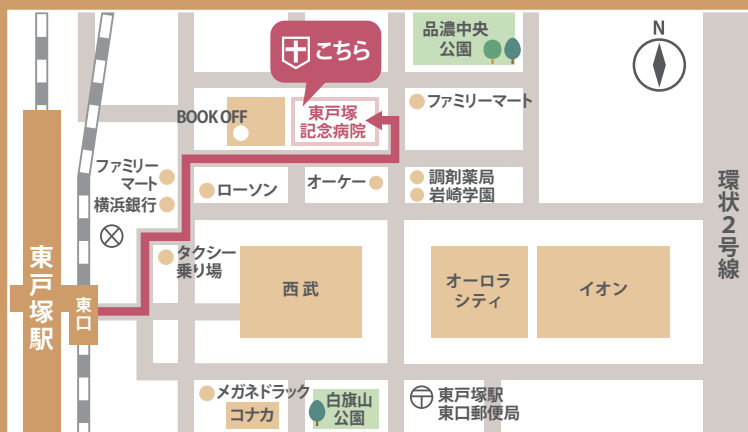 品濃中央
公園
N
こちら
BOOK OFF
東戸塚
記念病院
ファミリーマート
ファミリー
マート
横浜銀行
ローソン
オーケー
調剤薬局
岩崎学園
環状2号線
タクシー
乗り場
東戸塚駅
東口
西武
オーロラ
シティ
イオン
メガネドラック
コナカ
白旗山
公園
東戸塚駅
東口郵便局